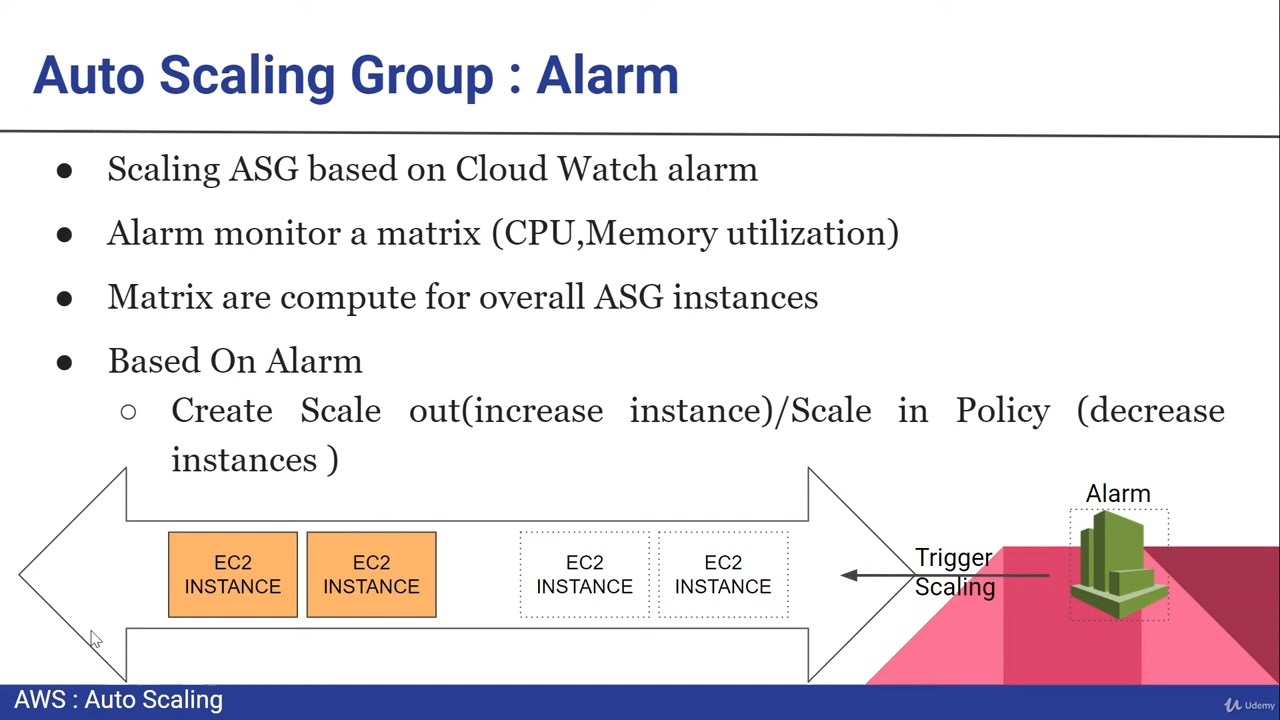 Auto Scaling Group : Alarm
● Scaling ASG based on Cloud Watch alarm
● Alarm monitor a matrix (CPU,Memory utilization)
● Matrix are compute for overall ASG instances
● Based On Alarm
○ Create Scale out(increase instance)/Scale in Policy (decrease
instances )
Alarm
EC2
INSTANCE
EC2
INSTANCE
EC2
INSTANCE
EC2
INSTANCE
Trigger
Scaling
AWS : Auto Scaling
Udemy